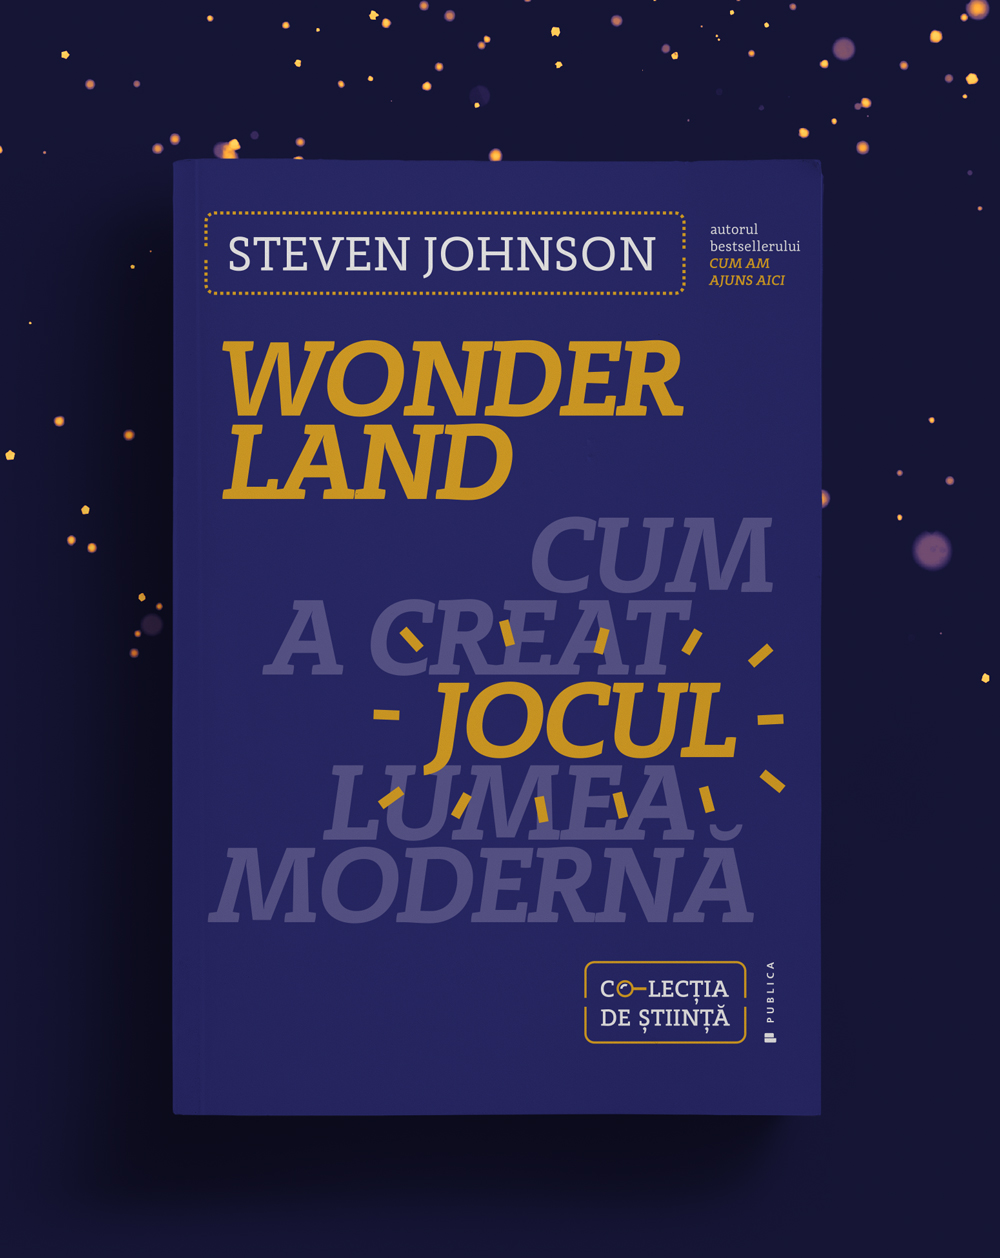 STEVEN JOHNSON
autorul
bestsellerului
CUM AM
AJUNS AICI
WONDER
LAND
CUM
A CREAT
JOCUL
LUMEA
MODERNĂ
COLECȚIA
DE ȘTIINȚĂ
PUBLICA